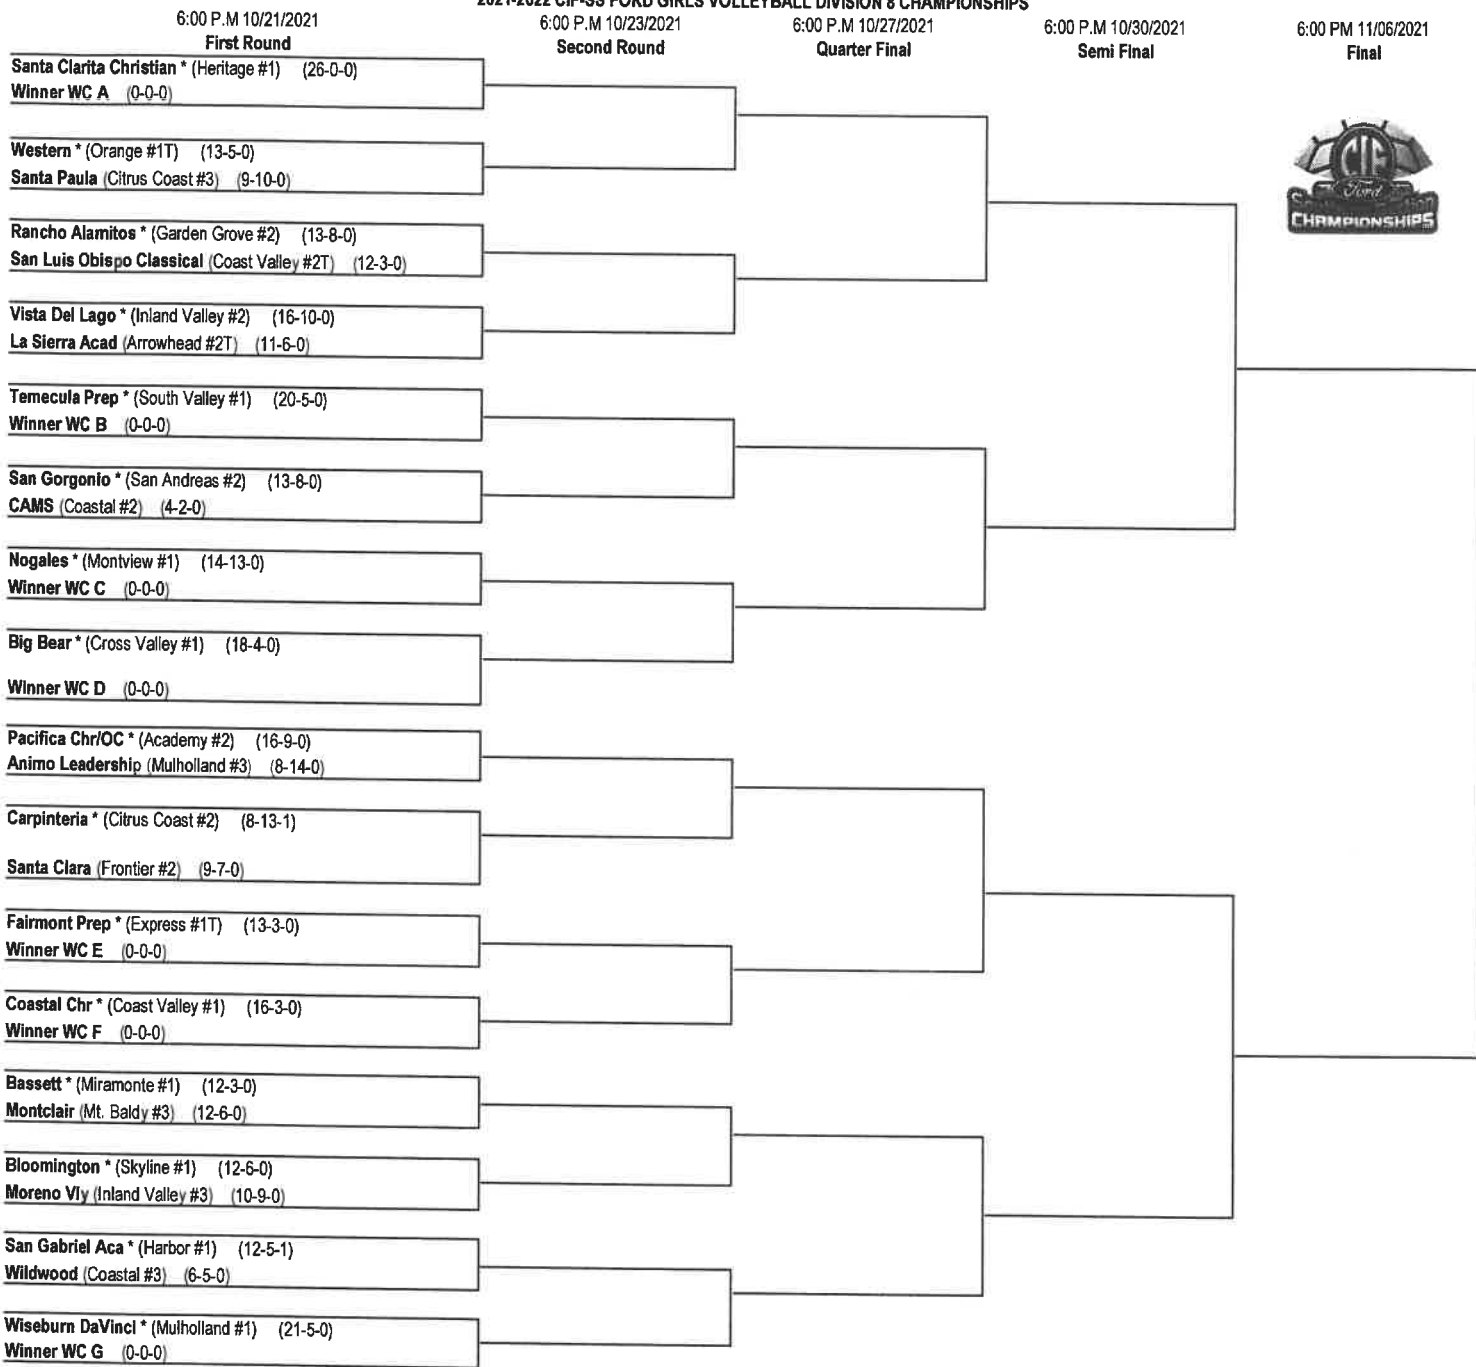 2021-2022 CIF-SS FORD GIRLS VOLLEYBALL DIVISION 8 CHAMPIONSHIPS
6:00 P.M 10/21/2021
First Round
6:00 P.M 10/23/2021
Second Round
6:00 P.M 10/27/2021
Quarter Final
6:00 P.M 10/30/2021
Semi Final
6:00 PM 11/06/2021
Final
CIF
Ford
CHAMPIONSHIPS
Santa Clarita Christian * (Heritage #1) (26-0-0)
Winner WC A (0-0-0)
Western * (Orange #1T) (13-5-0)
Santa Paula (Citrus Coast #3) (9-10-0)
Rancho Alamitos * (Garden Grove #2) (13-8-0)
San Luis Obispo Classical (Coast Valley #2T) (12-3-0)
Vista Del Lago * (Inland Valley #2) (16-10-0)
La Sierra Acad (Arrowhead #2T) (11-6-0)
Temecula Prep * (South Valley #1) (20-5-0)
Winner WC B (0-0-0)
San Gorgonio * (San Andreas #2) (13-8-0)
CAMS (Coastal #2) (4-2-0)
Nogales * (Montview #1) (14-13-0)
Winner WC C (0-0-0)
Big Bear * (Cross Valley #1) (18-4-0)
Winner WC D (0-0-0)
Pacifica Chr/OC * (Academy #2) (16-9-0)
Animo Leadership (Mulholland #3) (8-14-0)
Carpinteria * (Citrus Coast #2) (8-13-1)
Santa Clara (Frontier #2) (9-7-0)
Fairmont Prep * (Express #1T) (13-3-0)
Winner WC E (0-0-0)
Coastal Chr * (Coast Valley #1) (16-3-0)
Winner WC F (0-0-0)
Bassett * (Miramonte #1) (12-3-0)
Montclair (Mt. Baldy #3) (12-6-0)
Bloomington * (Skyline #1) (12-6-0)
Moreno Vly (Inland Valley #3) (10-9-0)
San Gabriel Aca * (Harbor #1) (12-5-1)
Wildwood (Coastal #3) (6-5-0)
Wiseburn DaVinci * (Mulholland #1) (21-5-0)
Winner WC G (0-0-0)